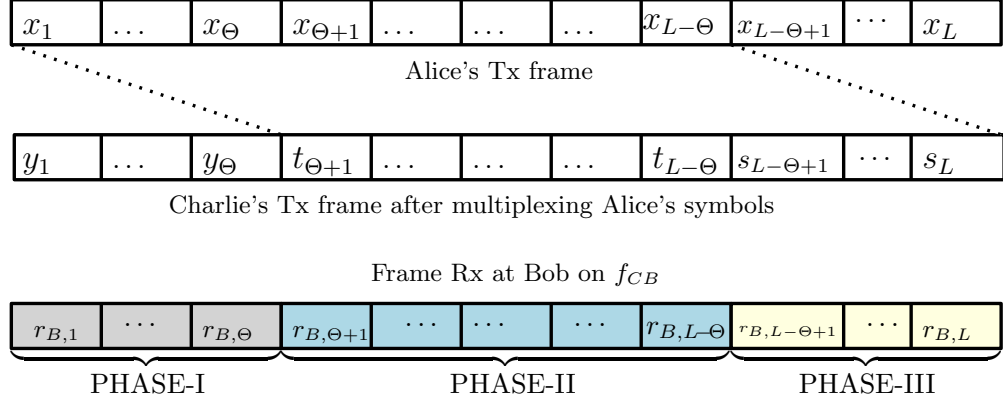 x_1 … x_Θ x_{Θ+1} … … … x_{L−Θ} x_{L−Θ+1} … x_L
Alice's Tx frame
y_1 … y_Θ t_{Θ+1} … … … t_{L−Θ} s_{L−Θ+1} … s_L
Charlie's Tx frame after multiplexing Alice's symbols
Frame Rx at Bob on f_{CB}
r_{B,1} … r_{B,Θ} r_{B,Θ+1} … … … r_{B,L−Θ} r_{B,L−Θ+1} … r_{B,L}
PHASE-I PHASE-II PHASE-III